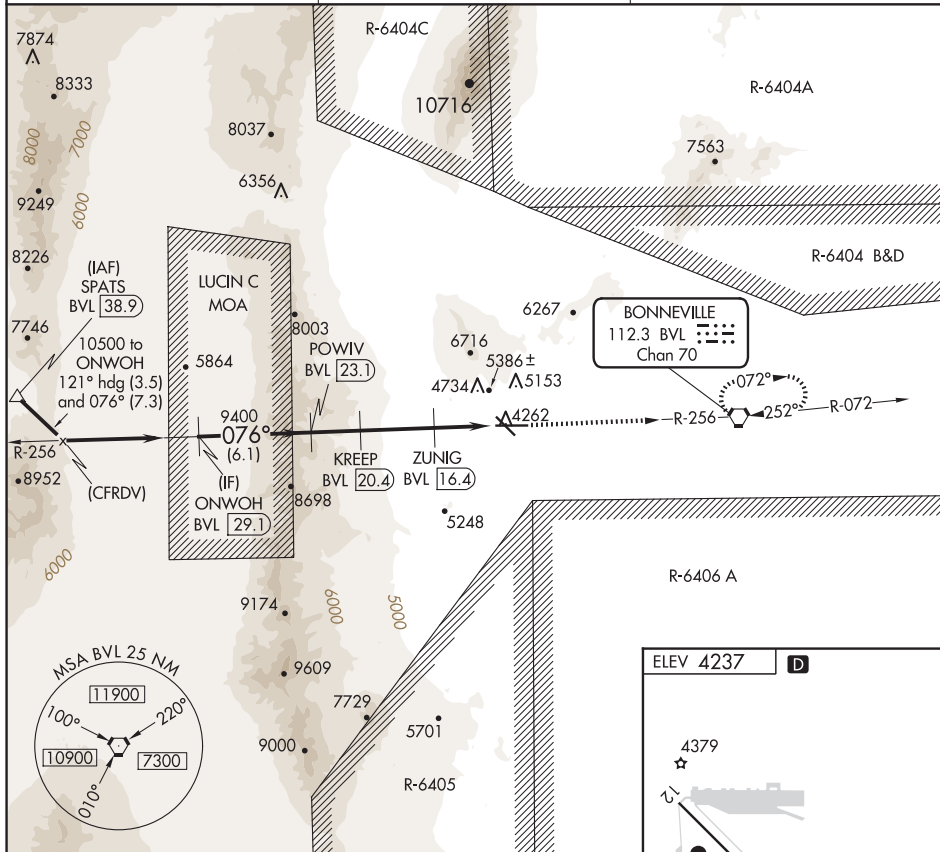 7874
8333
8000
7000
9249
6000
8226
7746
8037
6356
R-6404C
10716
R-6404A
7563
R-6404 B&D
(IAF)
SPATS
BVL 38.9
10500 to
ONWOH
121° hdg (3.5)
and 076° (7.3)
R-256
(CFRDV)
8952
6000
LUCIN C
MOA
5864
9400
076°
(6.1)
(IF)
ONWOH
BVL 29.1
8003
POWIV
BVL 23.1
8698
KREEP
BVL 20.4
ZUNIG
BVL 16.4
6716
5386 ±
4734
5153
4262
5248
6267
BONNEVILLE
112.3 BVL
Chan 70
072°
252°
R-256
R-072
9174
6000
5000
9609
7729
9000
5701
R-6405
R-6406 A
MSA BVL 25 NM
11900
100°
220°
10900
7300
010°
ELEV 4237
D
4379
12